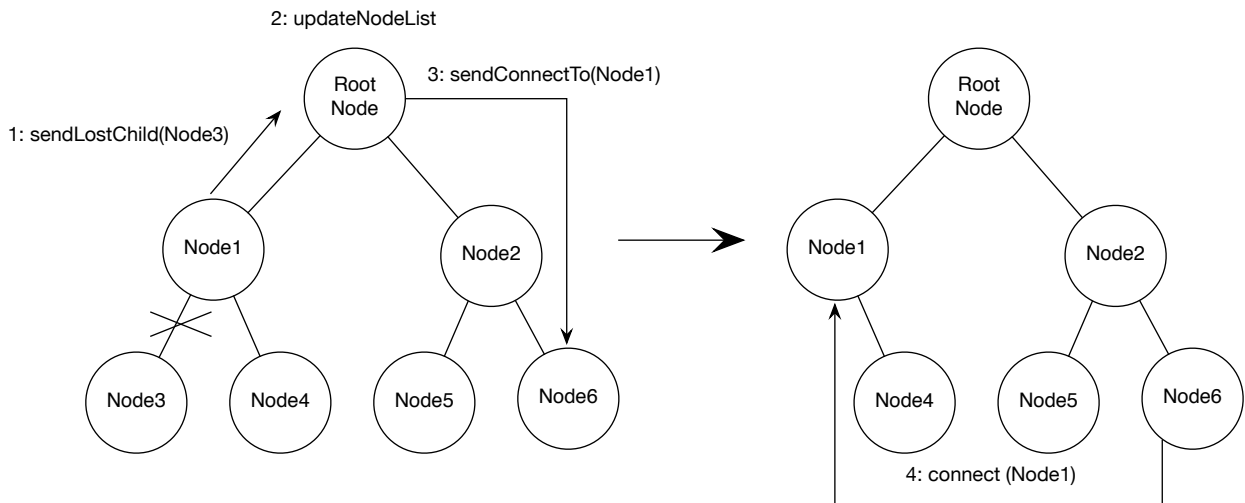 2: updateNodeList
Root
Node
3: sendConnectTo(Node1)
1: sendLostChild(Node3)
Node1
Node2
Node3
Node4
Node5
Node6
Root
Node
Node1
Node2
Node4
Node5
Node6
4: connect (Node1)